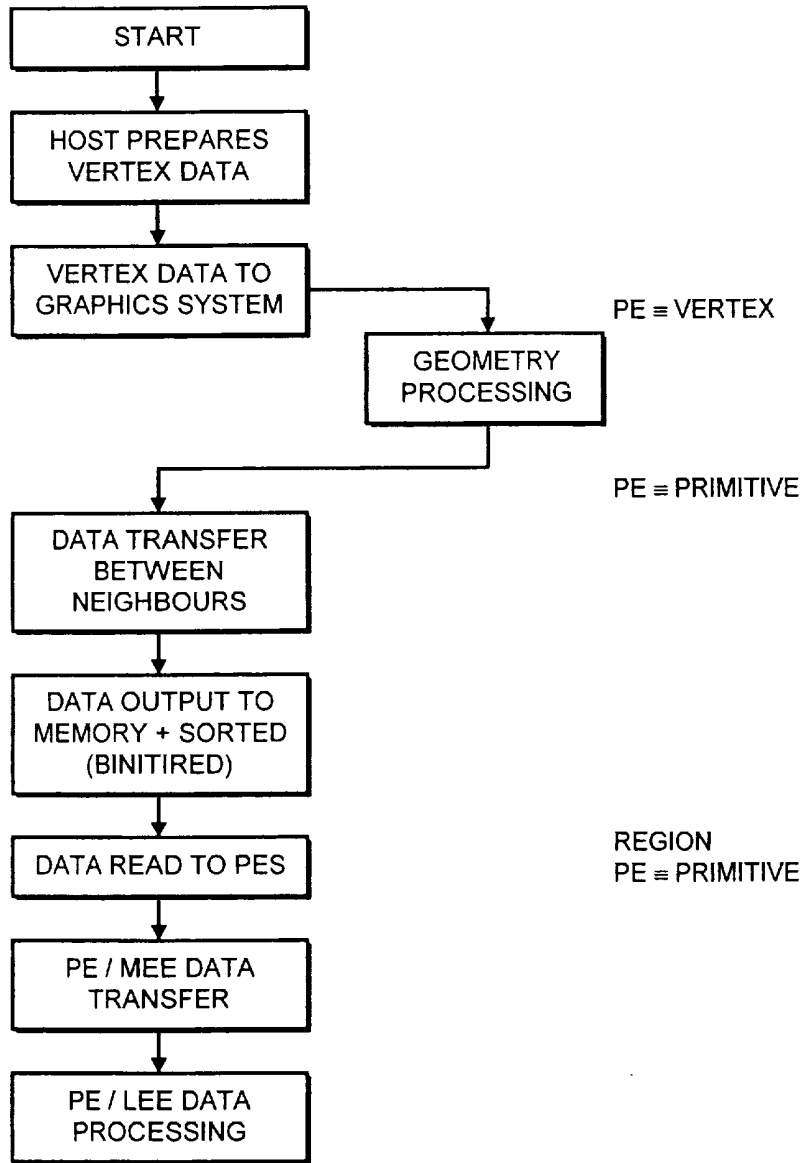 START
HOST PREPARES
VERTEX DATA
VERTEX DATA TO
GRAPHICS SYSTEM
PE ≡ VERTEX
GEOMETRY
PROCESSING
PE ≡ PRIMITIVE
DATA TRANSFER
BETWEEN
NEIGHBOURS
DATA OUTPUT TO
MEMORY + SORTED
(BINITIRED)
DATA READ TO PES
REGION
PE ≡ PRIMITIVE
PE / MEE DATA
TRANSFER
PE / LEE DATA
PROCESSING